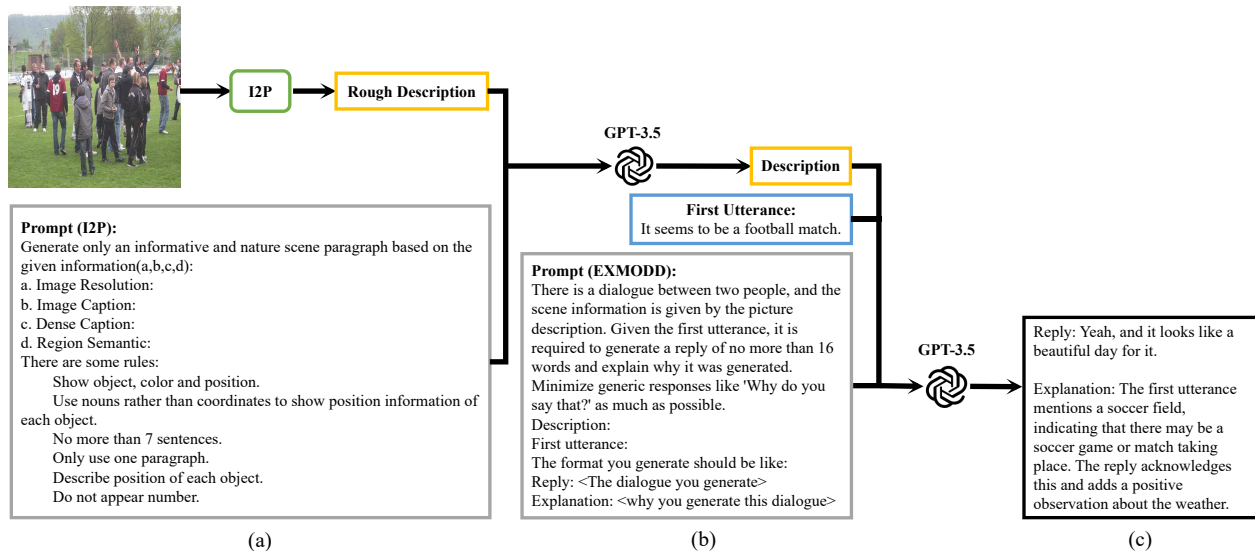 19
I2P
Rough Description
GPT-3.5
Description
First Utterance:
It seems to be a football match.
Prompt (I2P):
Generate only an informative and nature scene paragraph based on the
given information(a,b,c,d):
a. Image Resolution:
b. Image Caption:
c. Dense Caption:
d. Region Semantic:
There are some rules:
Show object, color and position.
Use nouns rather than coordinates to show position information of
each object.
No more than 7 sentences.
Only use one paragraph.
Describe position of each object.
Do not appear number.
(a)
Prompt (EXMODD):
There is a dialogue between two people, and the
scene information is given by the picture
description. Given the first utterance, it is
required to generate a reply of no more than 16
words and explain why it was generated.
Minimize generic responses like 'Why do you
say that?' as much as possible.
Description:
First utterance:
The format you generate should be like:
Reply: <The dialogue you generate>
Explanation: <why you generate this dialogue>
(b)
GPT-3.5
Reply: Yeah, and it looks like a
beautiful day for it.
Explanation: The first utterance
mentions a soccer field,
indicating that there may be a
soccer game or match taking
place. The reply acknowledges
this and adds a positive
observation about the weather.
(c)